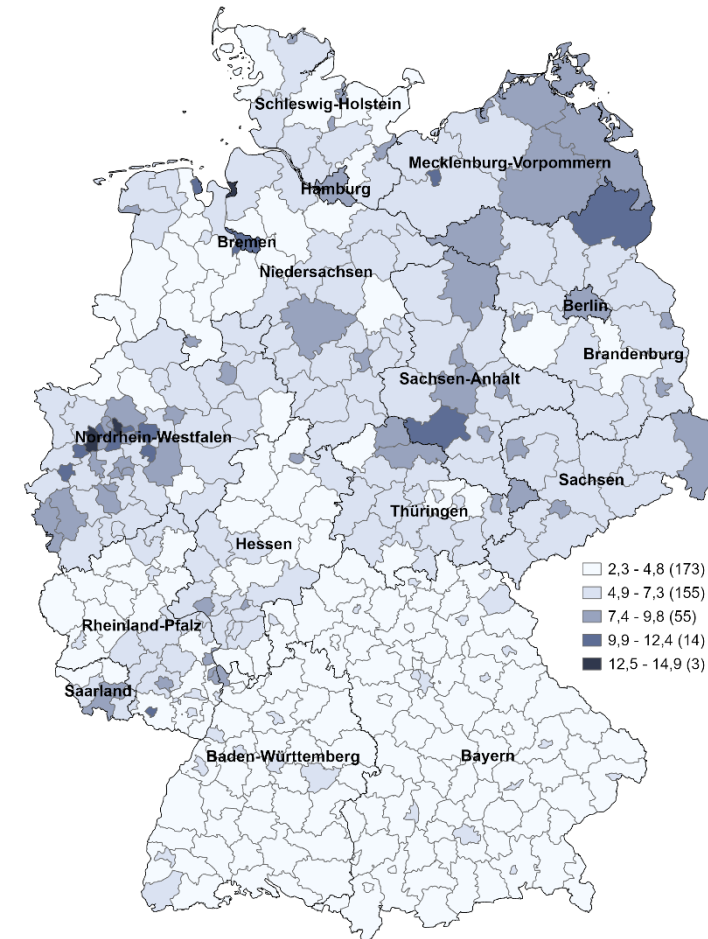 Schleswig-Holstein
Mecklenburg-Vorpommern
Hamburg
Bremen
Niedersachsen
Berlin
Brandenburg
Sachsen-Anhalt
Nordrhein-Westfalen
Sachsen
Thüringen
Hessen
2,3 - 4,8 (173)
4,9 - 7,3 (155)
7,4 - 9,8 (55)
9,9 - 12,4 (14)
12,5 - 14,9 (3)
Rheinland-Pfalz
Saarland
Baden-Württemberg
Bayern